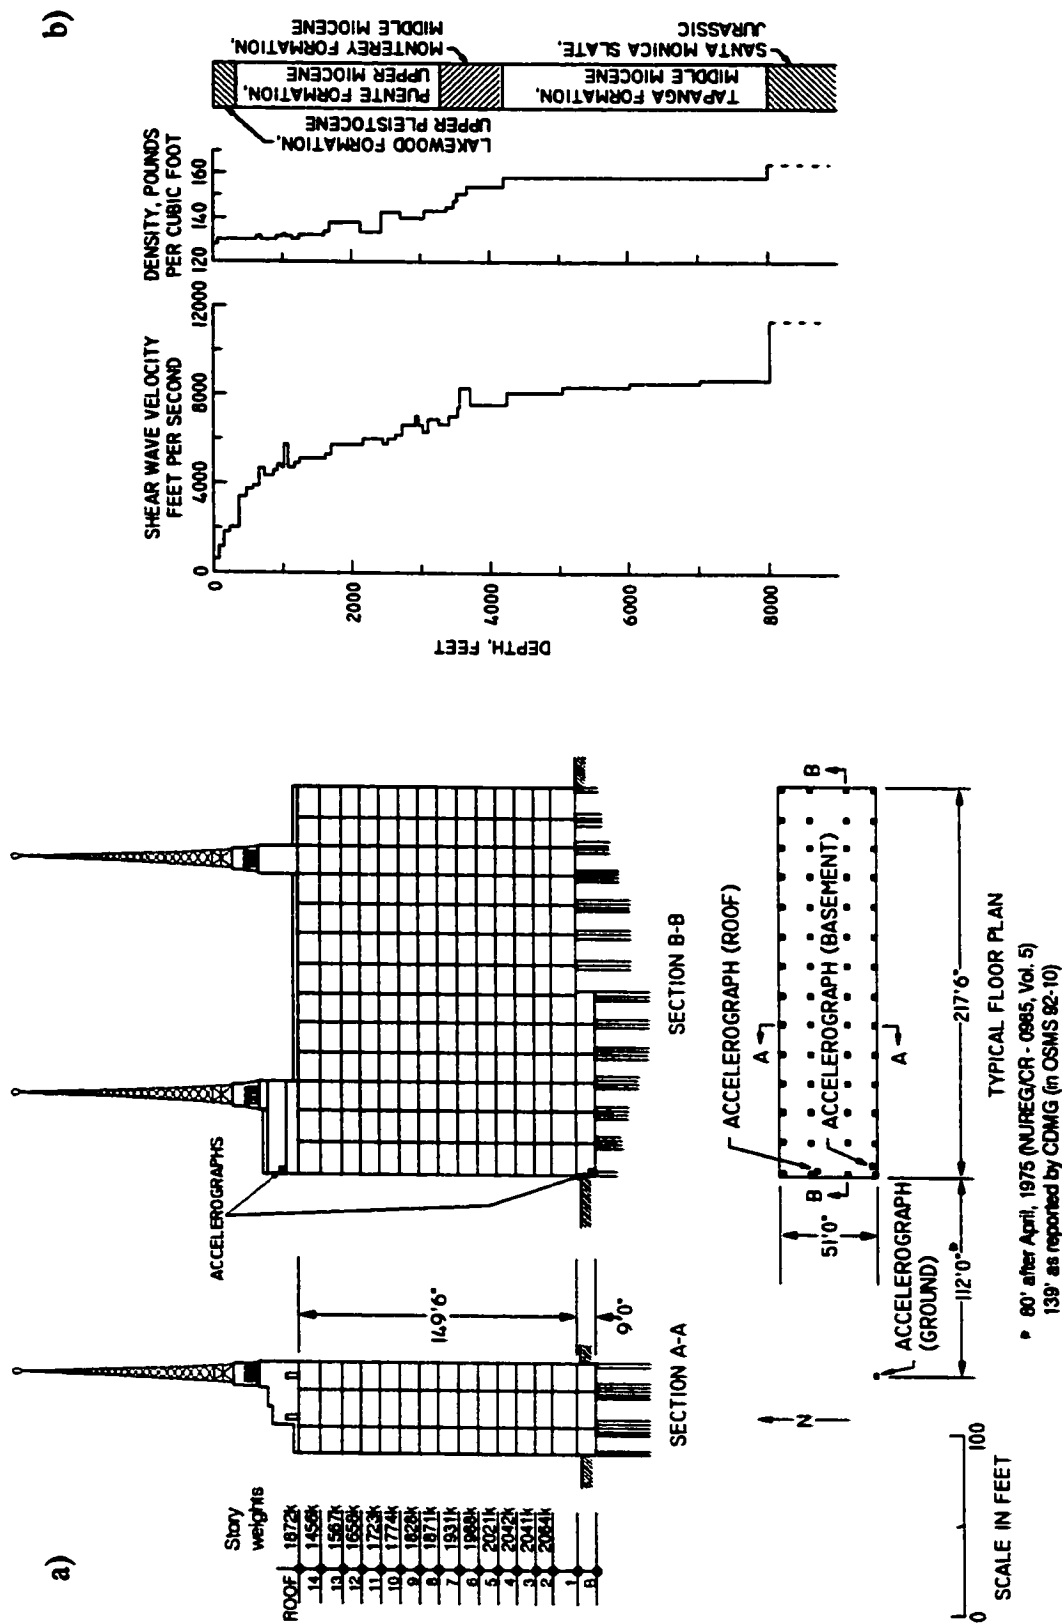 a)
Story
weights
ROOF
1872k
14
1456k
13
1567k
12
1658k
11
1723k
10
1774k
9
1828k
8
1871k
7
1931k
6
1988k
5
2021k
4
2042k
3
2041k
2
2064k
1
B
149'6"
9'0"
SECTION A-A
ACCELEROGRAPHS
SECTION B-B
N
0
100
SCALE IN FEET
ACCELEROGRAPH (ROOF)
ACCELEROGRAPH (BASEMENT)
ACCELEROGRAPH
(GROUND)
A
A
B
B
51'0"
112'0"*
217'6"
TYPICAL FLOOR PLAN
* 80' after April, 1975 (NUREG/CR - 0985, Vol. 5)
139' as reported by CDMG (in OSMS 92-10)
b)
SHEAR WAVE VELOCITY
FEET PER SECOND
0
4000
8000
12000
DENSITY, POUNDS
PER CUBIC FOOT
120
140
160
DEPTH, FEET
0
2000
4000
6000
8000
LAKEWOOD FORMATION,
UPPER PLEISTOCENE
PUENTE FORMATION,
UPPER MIOCENE
MONTEREY FORMATION,
MIDDLE MIOCENE
TAPANGA FORMATION,
MIDDLE MIOCENE
SANTA MONICA SLATE,
JURASSIC